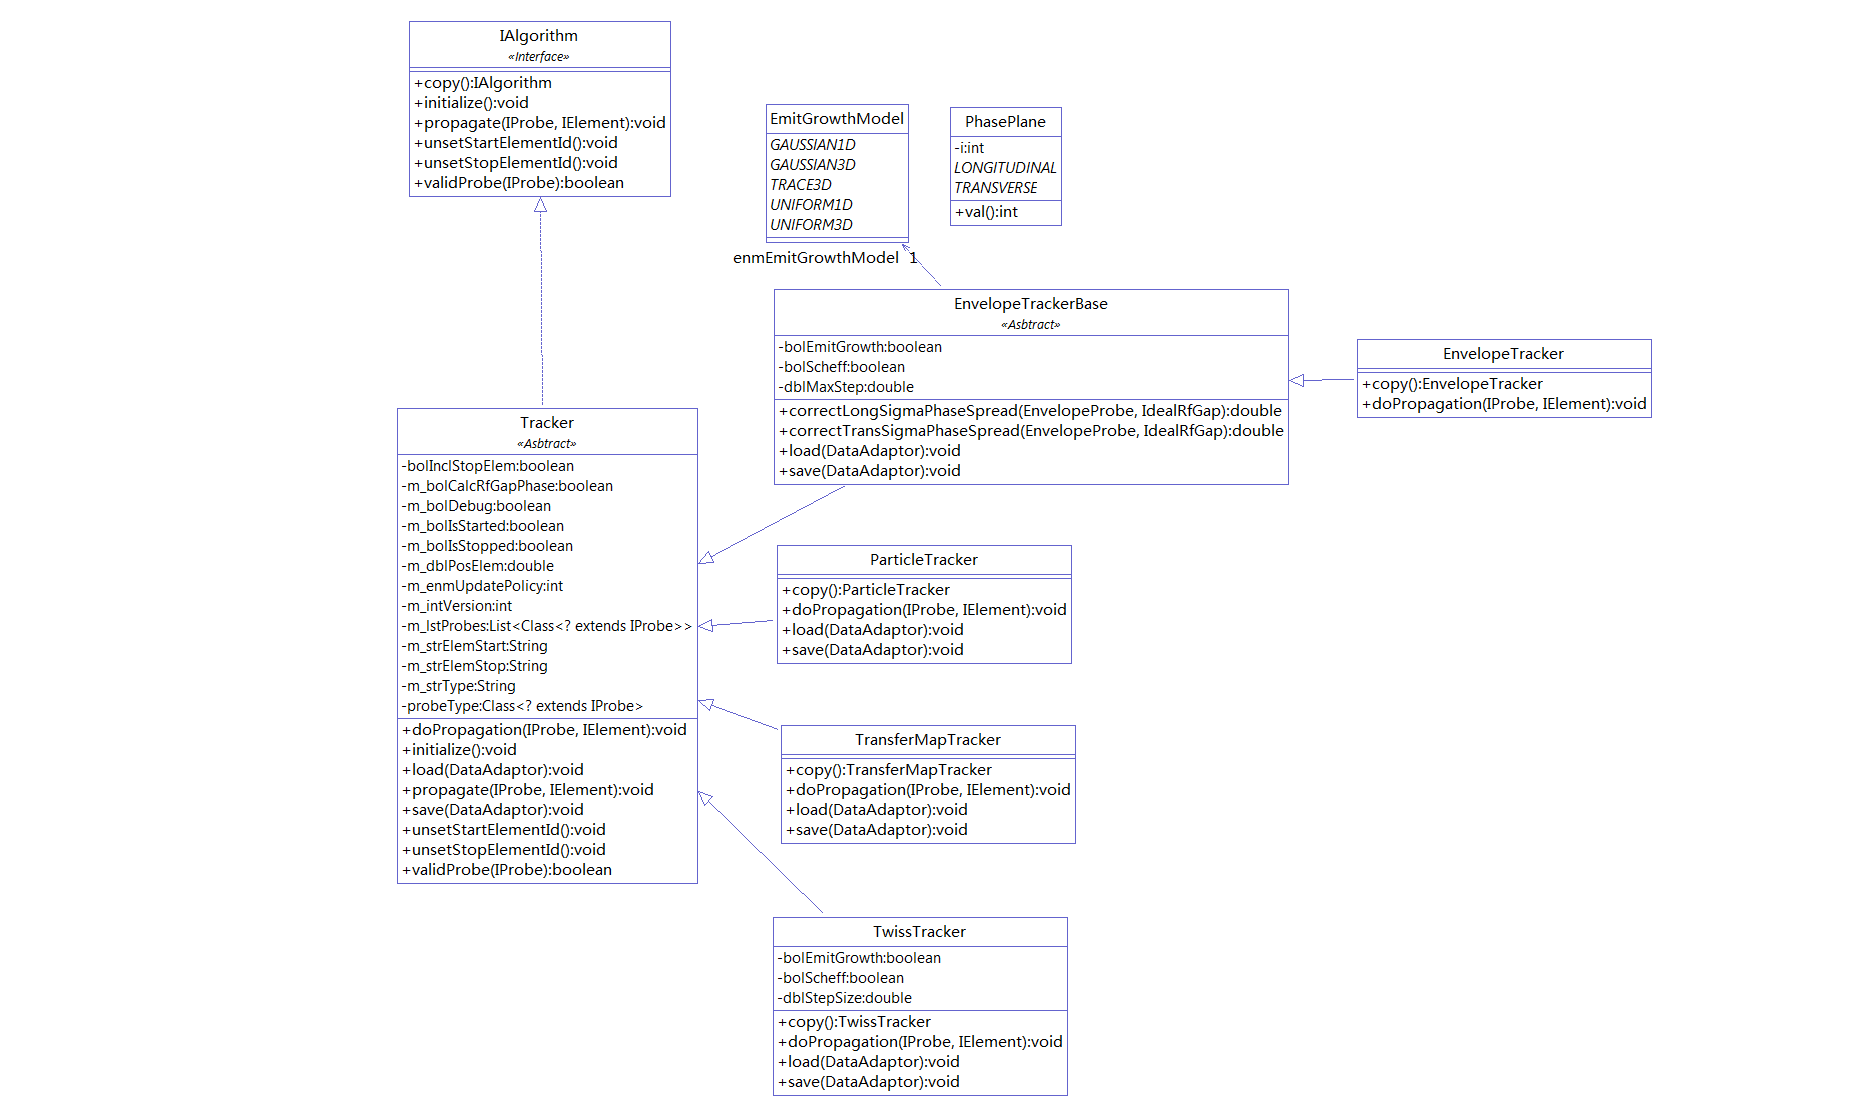 IAlgorithm
«Interface»
+copy():IAlgorithm
+initialize():void
+propagate(IProbe, IElement):void
+unsetStartElementId():void
+unsetStopElementId():void
+validProbe(IProbe):boolean
EmitGrowthModel
GAUSSIAN1D
GAUSSIAN3D
TRACE3D
UNIFORM1D
UNIFORM3D
PhasePlane
-i:int
LONGITUDINAL
TRANSVERSE
+val():int
enmEmitGrowthModel 1
EnvelopeTrackerBase
«Asbtract»
-bolEmitGrowth:boolean
-bolScheff:boolean
-dblMaxStep:double
+correctLongSigmaPhaseSpread(EnvelopeProbe, IdealRfGap):double
+correctTransSigmaPhaseSpread(EnvelopeProbe, IdealRfGap):double
+load(DataAdaptor):void
+save(DataAdaptor):void
EnvelopeTracker
+copy():EnvelopeTracker
+doPropagation(IProbe, IElement):void
Tracker
«Asbtract»
-bolInclStopElem:boolean
-m_bolCalcRfGapPhase:boolean
-m_bolDebug:boolean
-m_bolIsStarted:boolean
-m_bolIsStopped:boolean
-m_dblPosElem:double
-m_enmUpdatePolicy:int
-m_intVersion:int
-m_lstProbes:List<Class<? extends IProbe>>
-m_strElemStart:String
-m_strElemStop:String
-m_strType:String
-probeType:Class<? extends IProbe>
+doPropagation(IProbe, IElement):void
+initialize():void
+load(DataAdaptor):void
+propagate(IProbe, IElement):void
+save(DataAdaptor):void
+unsetStartElementId():void
+unsetStopElementId():void
+validProbe(IProbe):boolean
ParticleTracker
+copy():ParticleTracker
+doPropagation(IProbe, IElement):void
+load(DataAdaptor):void
+save(DataAdaptor):void
TransferMapTracker
+copy():TransferMapTracker
+doPropagation(IProbe, IElement):void
+load(DataAdaptor):void
+save(DataAdaptor):void
TwissTracker
-bolEmitGrowth:boolean
-bolScheff:boolean
-dblStepSize:double
+copy():TwissTracker
+doPropagation(IProbe, IElement):void
+load(DataAdaptor):void
+save(DataAdaptor):void